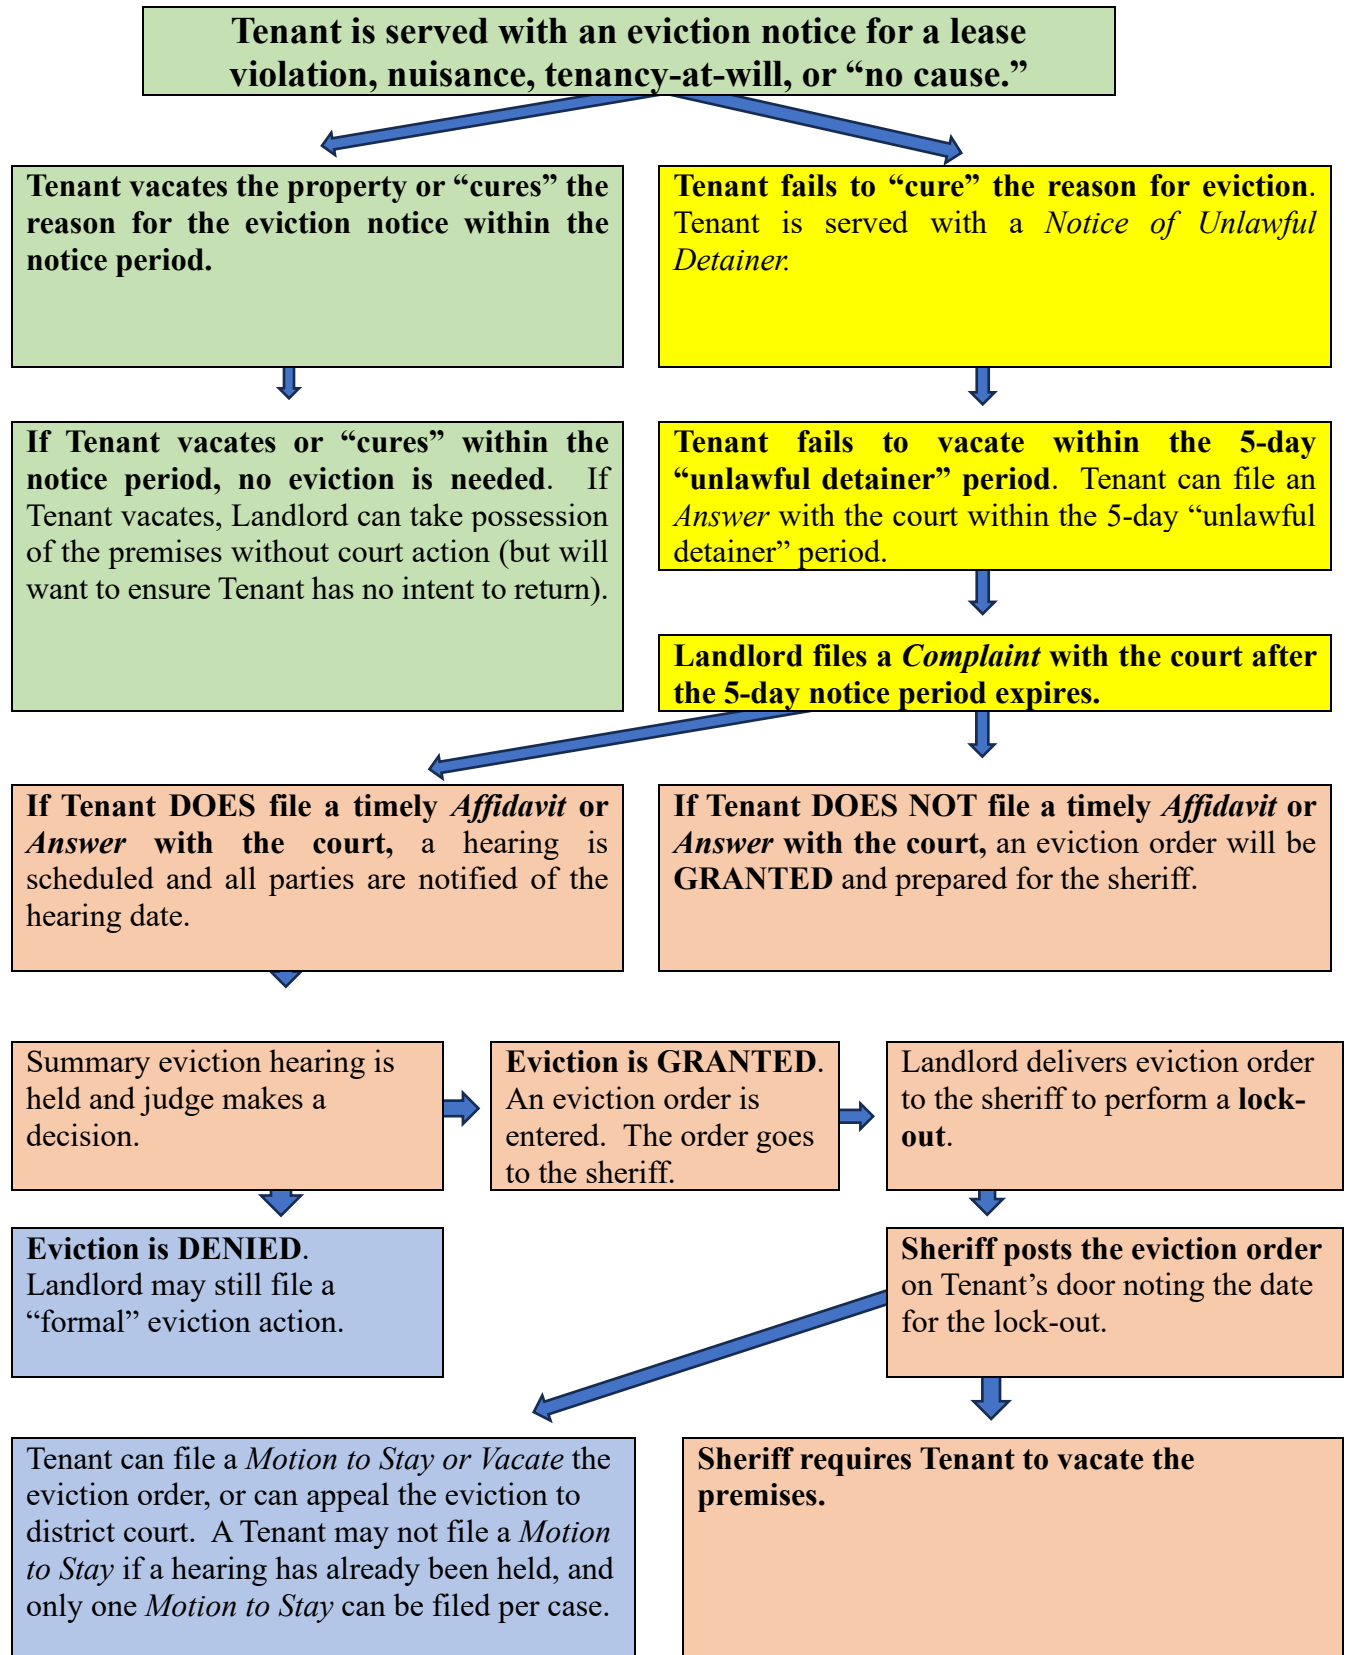 Tenant is served with an eviction notice for a lease
violation, nuisance, tenancy-at-will, or “no cause.”
Tenant vacates the property or “cures” the
reason for the eviction notice within the
notice period.
Tenant fails to “cure” the reason for eviction.
Tenant is served with a Notice of Unlawful
Detainer.
If Tenant vacates or “cures” within the
notice period, no eviction is needed. If
Tenant vacates, Landlord can take possession
of the premises without court action (but will
want to ensure Tenant has no intent to return).
Tenant fails to vacate within the 5-day
“unlawful detainer” period. Tenant can file an
Answer with the court within the 5-day “unlawful
detainer” period.
Landlord files a Complaint with the court after
the 5-day notice period expires.
If Tenant DOES file a timely Affidavit or
Answer with the court, a hearing is
scheduled and all parties are notified of the
hearing date.
If Tenant DOES NOT file a timely Affidavit or
Answer with the court, an eviction order will be
GRANTED and prepared for the sheriff.
Summary eviction hearing is
held and judge makes a
decision.
Eviction is GRANTED.
An eviction order is
entered. The order goes
to the sheriff.
Landlord delivers eviction order
to the sheriff to perform a lock-
out.
Eviction is DENIED.
Landlord may still file a
“formal” eviction action.
Sheriff posts the eviction order
on Tenant’s door noting the date
for the lock-out.
Tenant can file a Motion to Stay or Vacate the
eviction order, or can appeal the eviction to
district court. A Tenant may not file a Motion
to Stay if a hearing has already been held, and
only one Motion to Stay can be filed per case.
Sheriff requires Tenant to vacate the
premises.